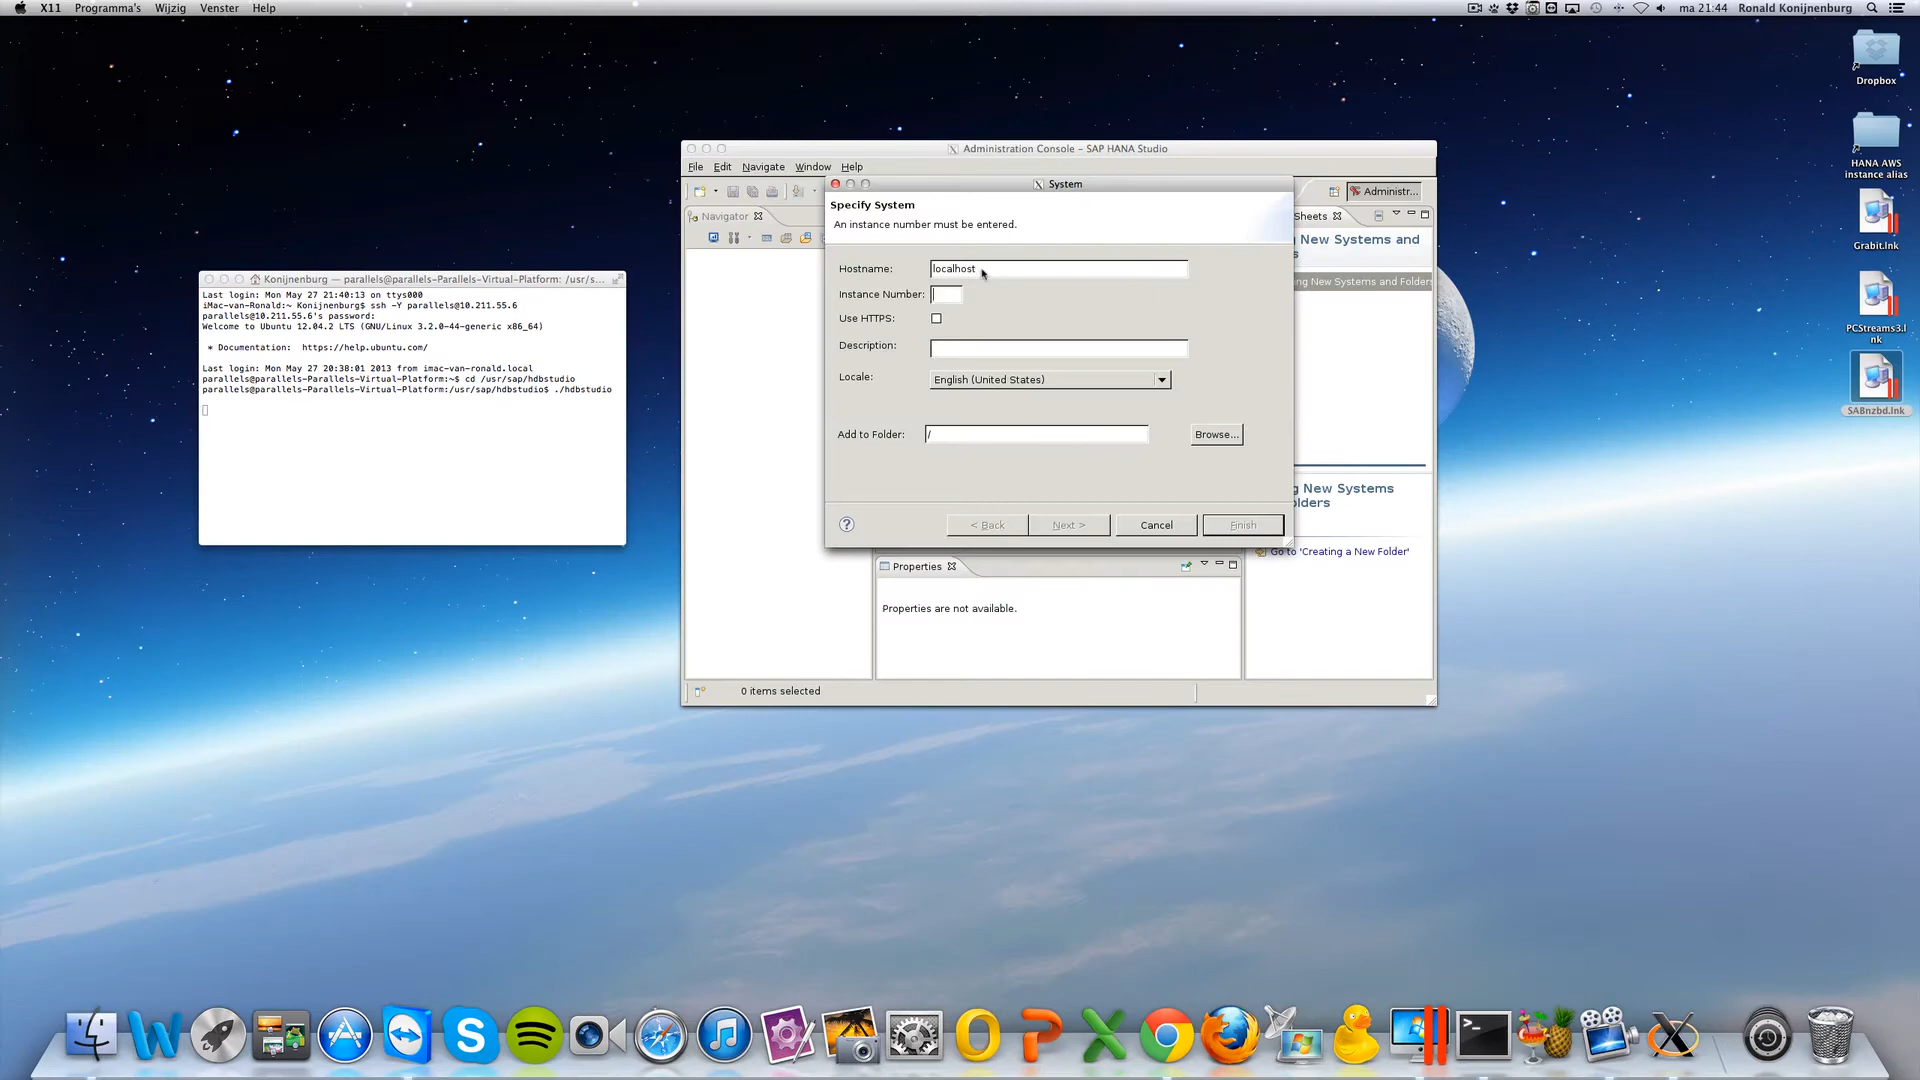 X11 Programma's Wijzig Venster Help
ma 21:44 Ronald Konijnenburg
Dropbox
HANA AWS
instance alias
Grabit.lnk
PCStreams3.l
nk
SABnzbd.lnk
Konijnenburg — parallels@parallels-Parallels-Virtual-Platform: /usr/s...
Last login: Mon May 27 21:40:13 on ttys000
iMac-van-Ronald:~ Konijnenburg$ ssh -Y parallels@10.211.55.6
parallels@10.211.55.6's password:
Welcome to Ubuntu 12.04.2 LTS (GNU/Linux 3.2.0-44-generic x86_64)
* Documentation: https://help.ubuntu.com/
Last login: Mon May 27 20:38:01 2013 from imac-van-ronald.local
parallels@parallels-Parallels-Virtual-Platform:~$ cd /usr/sap/hdbstudio
parallels@parallels-Parallels-Virtual-Platform:/usr/sap/hdbstudio$ ./hdbstudio
Administration Console – SAP HANA Studio
File Edit Navigate Window Help
Administr...
Navigator
System
Specify System
An instance number must be entered.
Hostname: localhost
Instance Number:
Use HTTPS:
Description:
Locale: English (United States)
Add to Folder: / Browse...
< Back Next > Cancel Finish
Sheets
g New Systems and
s
ng New Systems and Folders
g New Systems
olders
Go to 'Creating a New Folder'
Properties
Properties are not available.
0 items selected